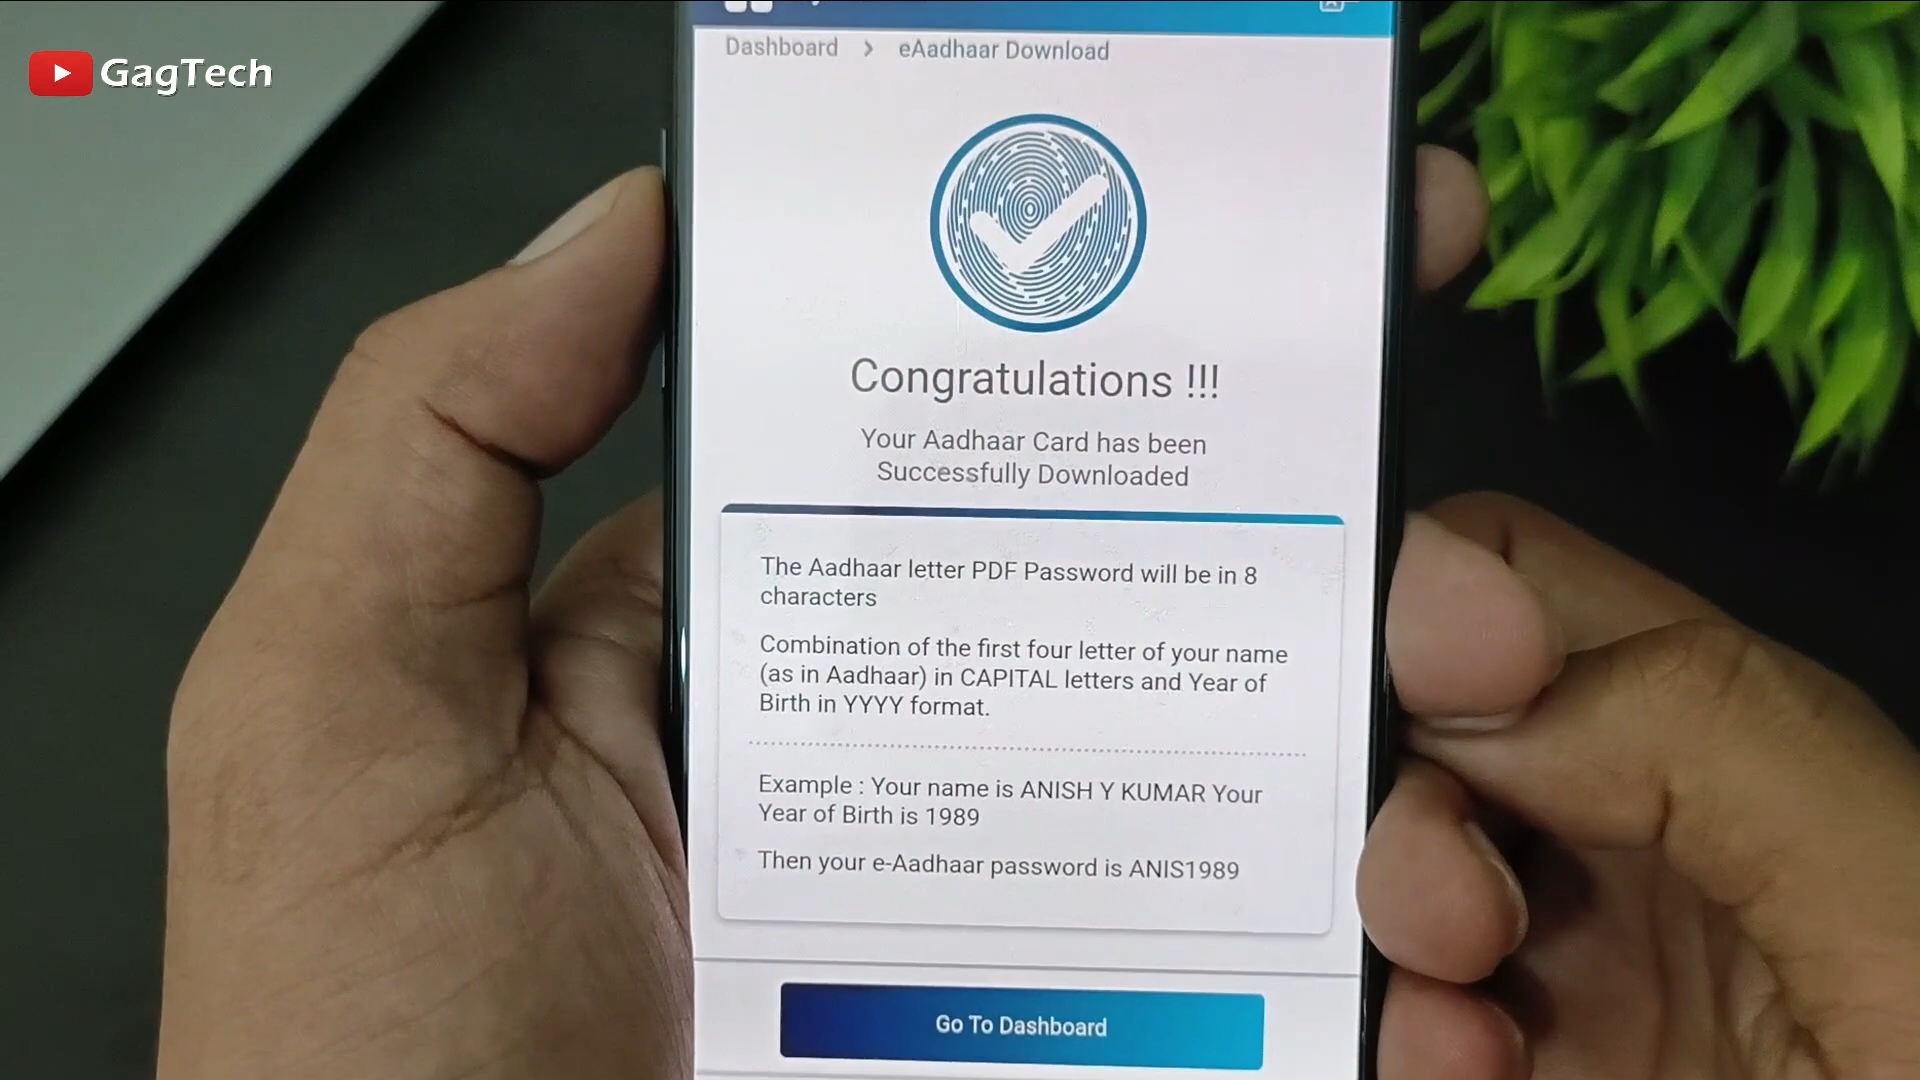 GagTech
Dashboard > eAadhaar Download
Congratulations !!!
Your Aadhaar Card has been
Successfully Downloaded
The Aadhaar letter PDF Password will be in 8
characters
Combination of the first four letter of your name
(as in Aadhaar) in CAPITAL letters and Year of
Birth in YYYY format.
Example : Your name is ANISH Y KUMAR Your
Year of Birth is 1989
Then your e-Aadhaar password is ANIS1989
Go To Dashboard